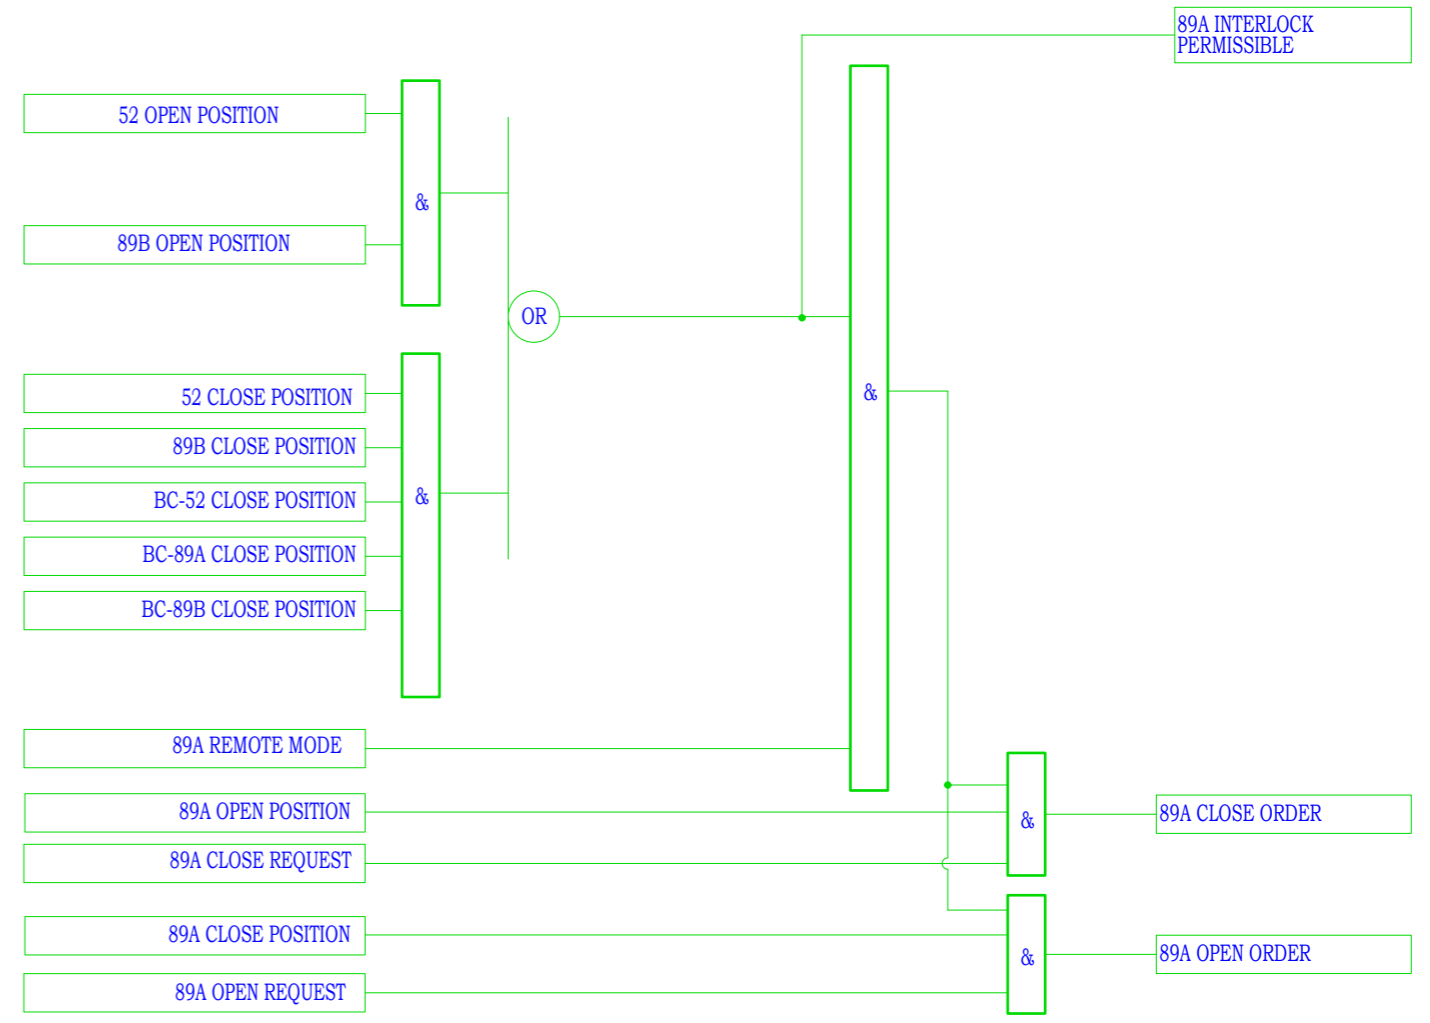 89A INTERLOCK
PERMISSIBLE
52 OPEN POSITION
&
89B OPEN POSITION
OR
52 CLOSE POSITION
&
89B CLOSE POSITION
BC-52 CLOSE POSITION
&
BC-89A CLOSE POSITION
BC-89B CLOSE POSITION
89A REMOTE MODE
89A OPEN POSITION
&
89A CLOSE ORDER
89A CLOSE REQUEST
89A CLOSE POSITION
&
89A OPEN ORDER
89A OPEN REQUEST